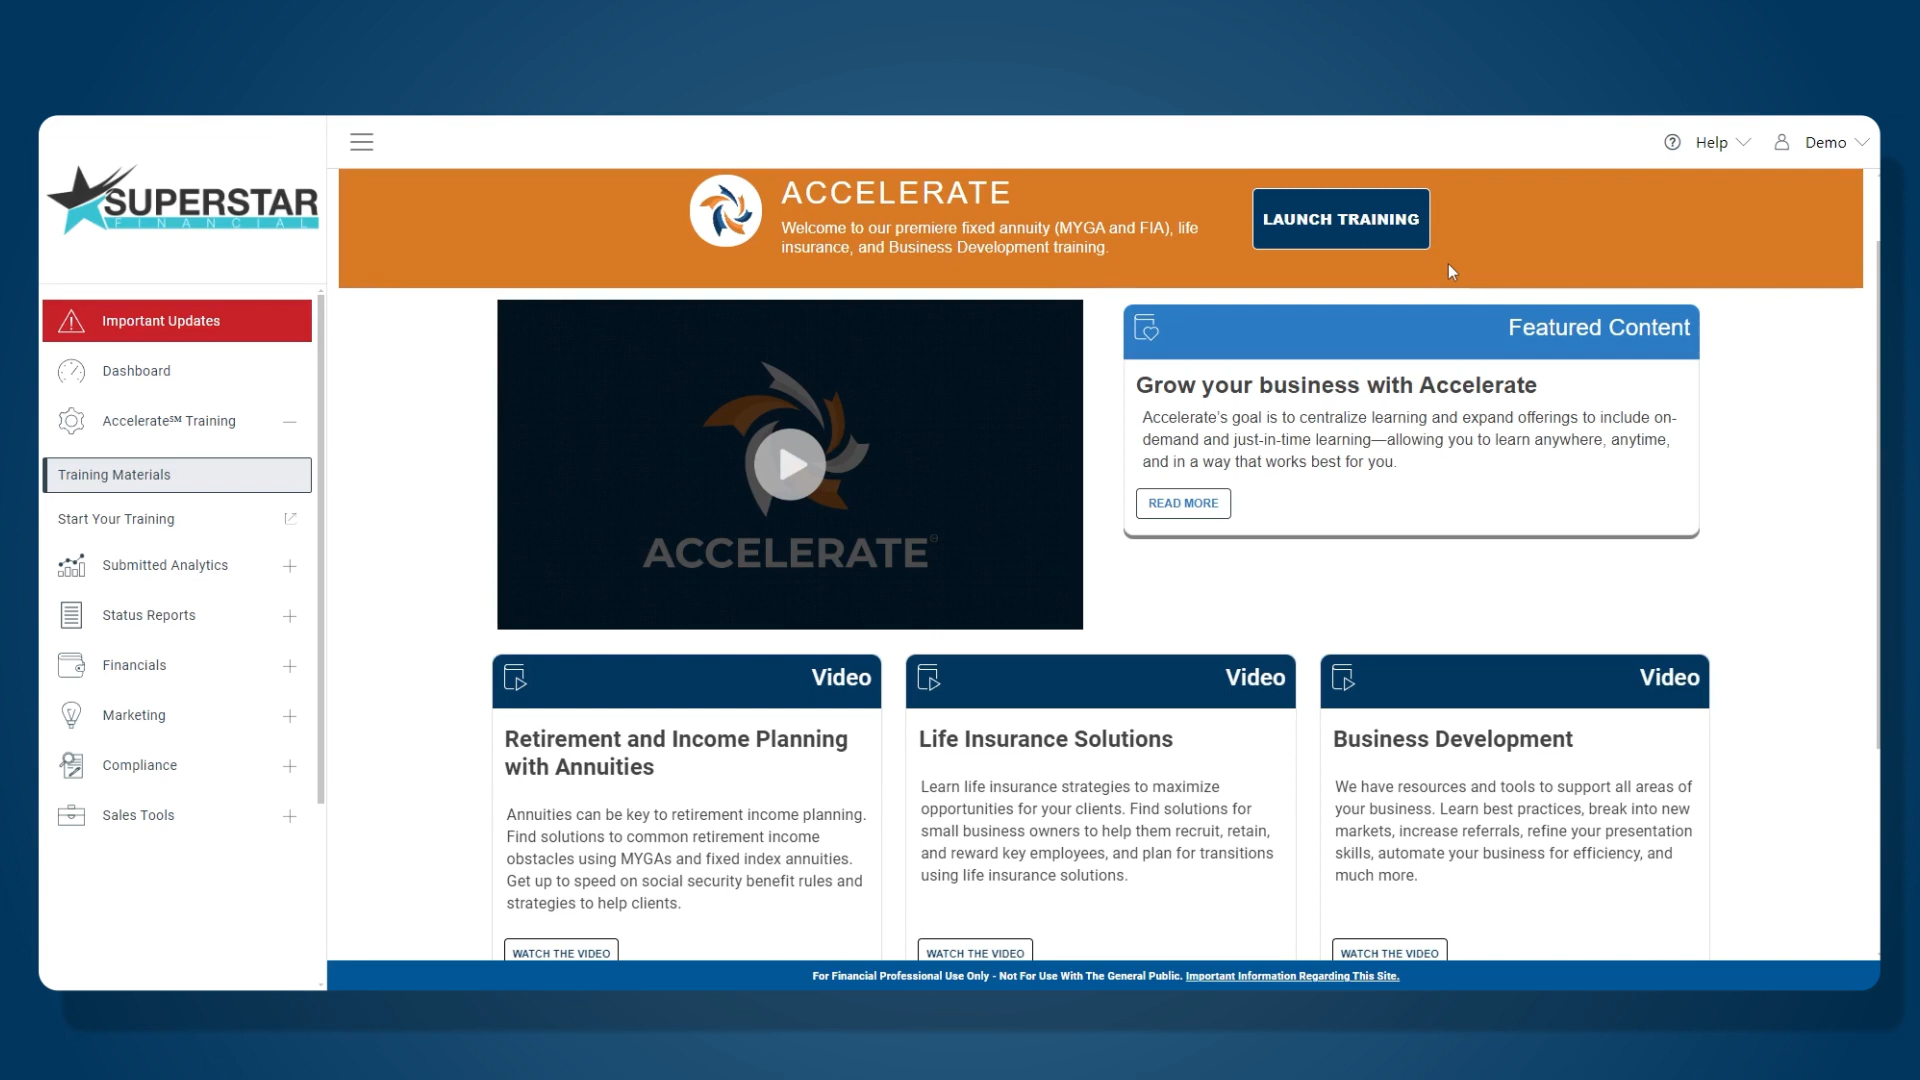 SUPERSTAR
FINANCIAL
Help
Demo
ACCELERATE
Welcome to our premiere fixed annuity (MYGA and FIA), life
insurance, and Business Development training.
LAUNCH TRAINING
Important Updates
Dashboard
Accelerate℠ Training
Training Materials
Start Your Training
Submitted Analytics
Status Reports
Financials
Marketing
Compliance
Sales Tools
ACCELERATE®
Featured Content
Grow your business with Accelerate
Accelerate’s goal is to centralize learning and expand offerings to include on-
demand and just-in-time learning—allowing you to learn anywhere, anytime,
and in a way that works best for you.
READ MORE
Video
Retirement and Income Planning
with Annuities
Annuities can be key to retirement income planning.
Find solutions to common retirement income
obstacles using MYGAs and fixed index annuities.
Get up to speed on social security benefit rules and
strategies to help clients.
WATCH THE VIDEO
Video
Life Insurance Solutions
Learn life insurance strategies to maximize
opportunities for your clients. Find solutions for
small business owners to help them recruit, retain,
and reward key employees, and plan for transitions
using life insurance solutions.
WATCH THE VIDEO
Video
Business Development
We have resources and tools to support all areas of
your business. Learn best practices, break into new
markets, increase referrals, refine your presentation
skills, automate your business for efficiency, and
much more.
WATCH THE VIDEO
For Financial Professional Use Only - Not For Use With The General Public. Important Information Regarding This Site.